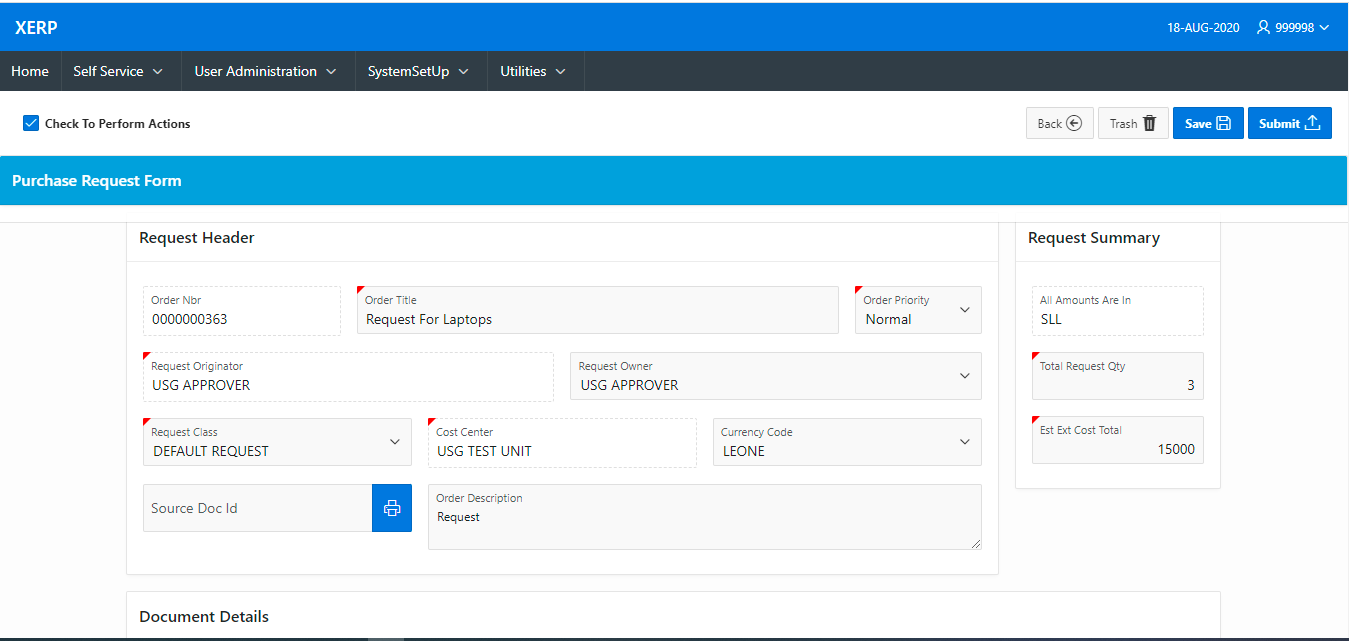 XERP
18-AUG-2020 999998
Home Self Service User Administration SystemSetUp Utilities
Check To Perform Actions
Back Trash Save Submit
Purchase Request Form
Request Header
Request Summary
Order Nbr Order Title Order Priority
0000000363 Request For Laptops Normal
All Amounts Are In
SLL
Request Originator Request Owner
USG APPROVER USG APPROVER
Total Request Qty
3
Request Class Cost Center Currency Code
DEFAULT REQUEST USG TEST UNIT LEONE
Est Ext Cost Total
15000
Source Doc Id
Order Description
Request
Document Details